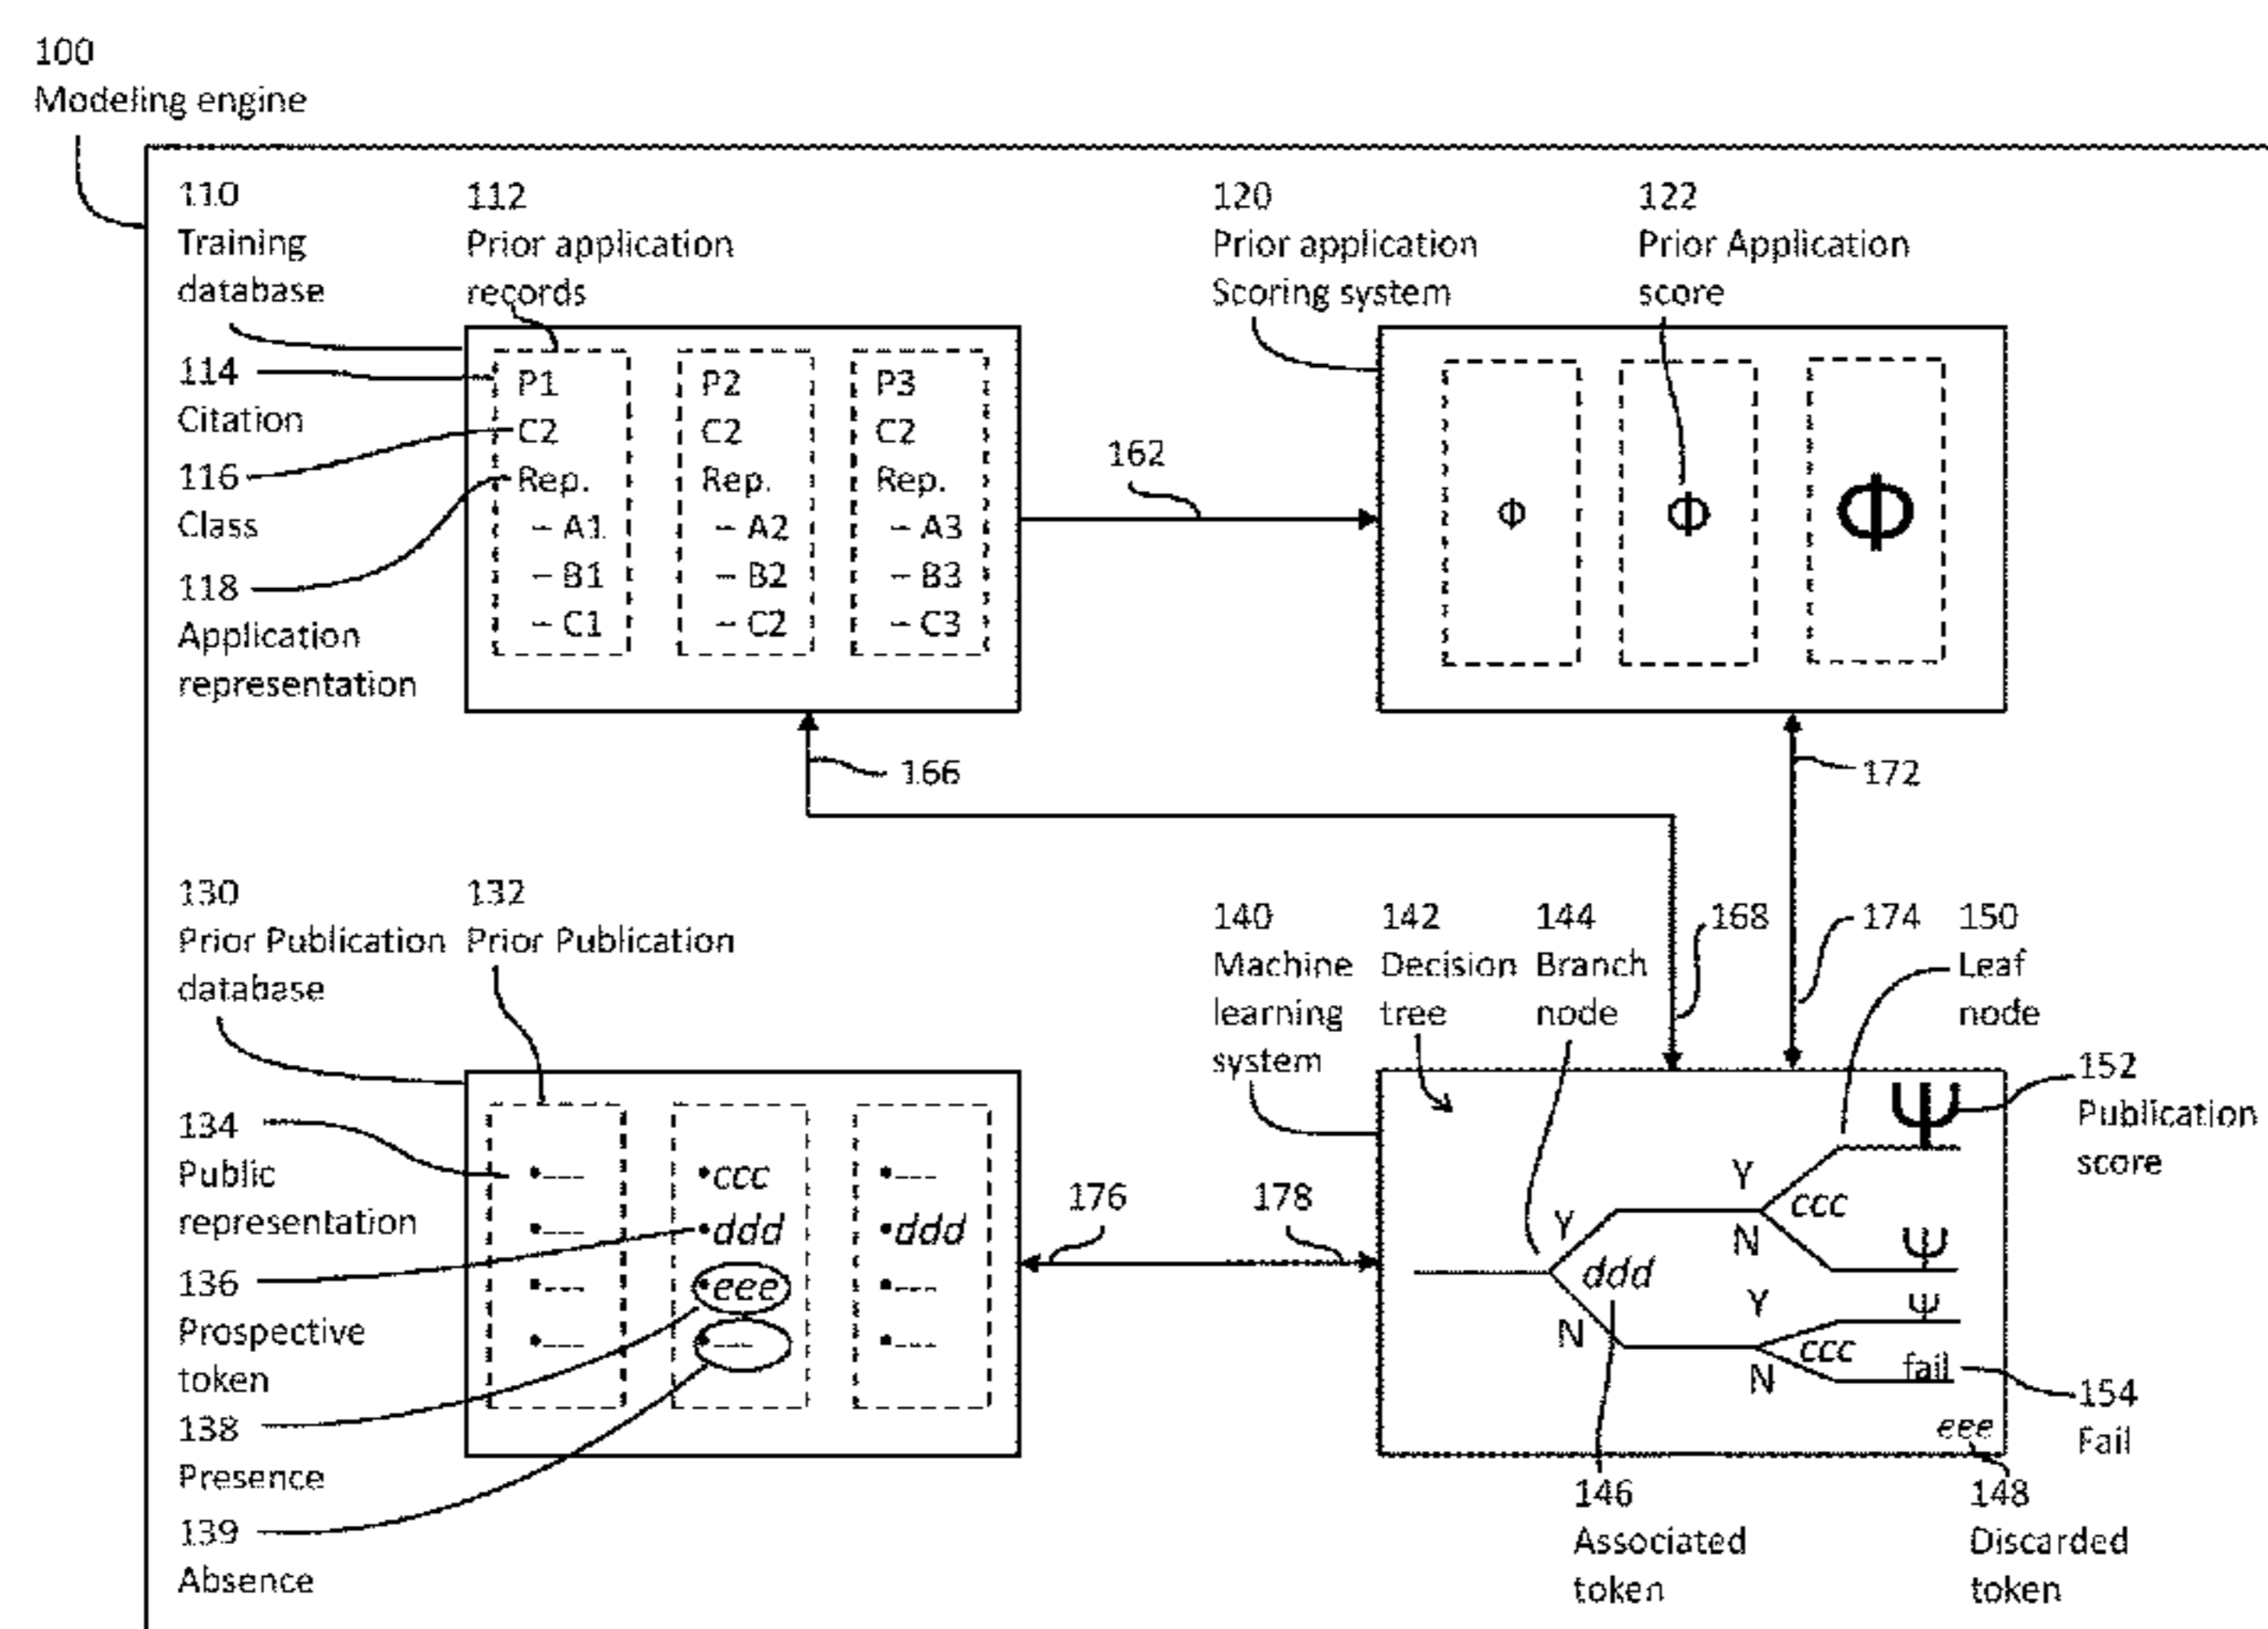 100
Modeling engine
110
Training
database
112
Prior application
records
120
Prior application
Scoring system
122
Prior Application
score
114
Citation
116
Class
118
Application
representation
P1
C2
Rep.
– A1
– B1
– C1
P2
C2
Rep.
– A2
– B2
– C2
P3
C2
Rep.
– A3
– B3
– C3
162
Φ
Φ
Φ
166
172
130
Prior Publication
database
132
Prior Publication
140
Machine
learning
system
142
Decision
tree
144
Branch
node
168
174
150
Leaf
node
152
Publication
score
134
Public
representation
136
Prospective
token
138
Presence
139
Absence
•---
•---
•---
•---
•ccc
•ddd
•eee
•---
•---
•ddd
•---
•---
176
178
Y
ddd
N
Y
ccc
N
Ψ
Ψ
Y
ccc
N
Ψ
fail
154
Fail
eee
146
Associated
token
148
Discarded
token